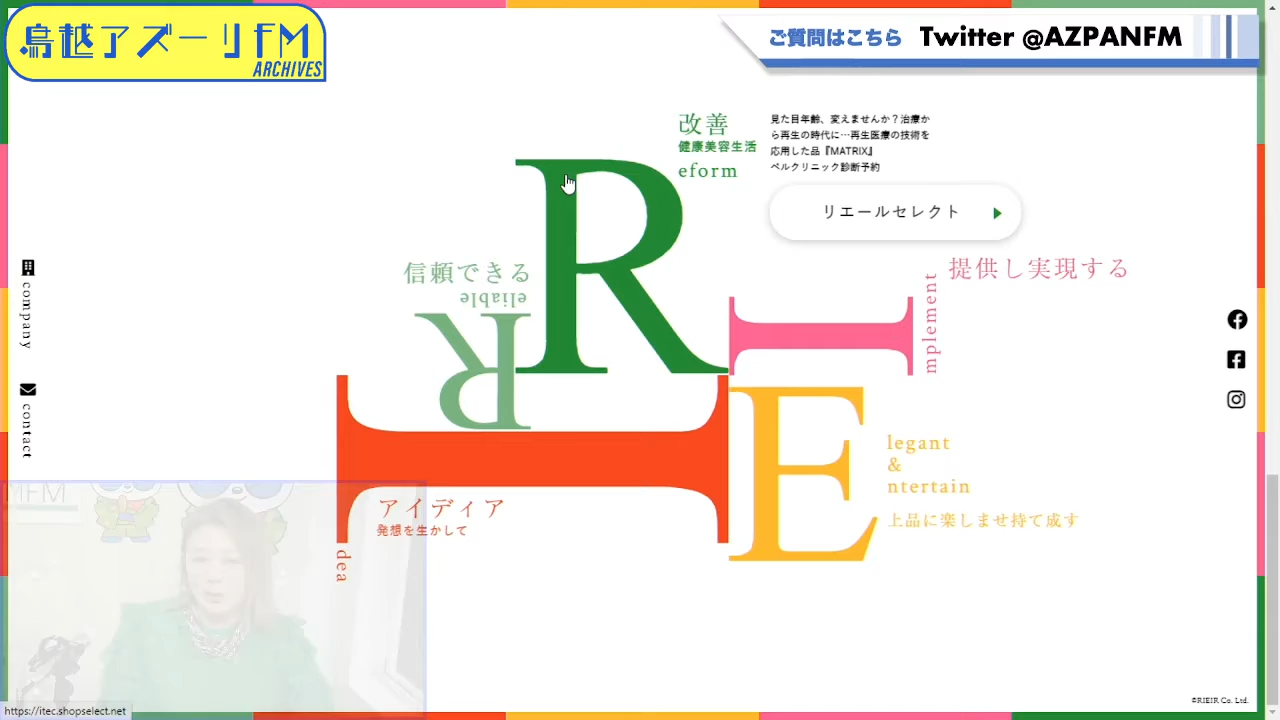 鳥越アズーリFM
ARCHIVES
ご質問はこちら Twitter @AZPANFM
改善
健康美容生活
eform
見た目年齢、変えませんか？治療か
ら再生の時代に…再生医療の技術を
応用した品『MATRIX』
ベルクリニック診断予約
リエールセレクト
R
信頼できる
eliable
R
I
mplement
提供し実現する
company
contact
I
アイディア
発想を生かして
dea
E
legant
&
ntertain
上品に楽しませ持て成す
MFM
©RIEIR Co. Ltd.
https://itec.shopselect.net